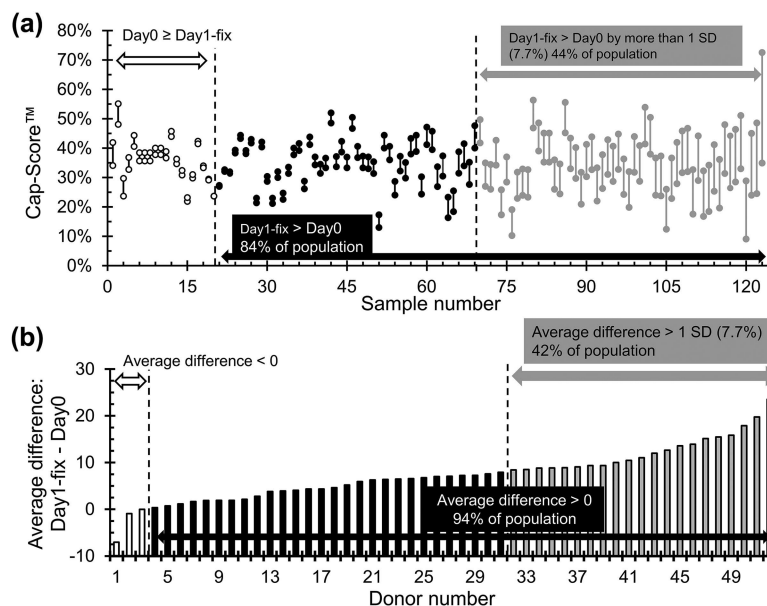 (a)
Day0 ≥ Day1-fix
Day1-fix > Day0 by more than 1 SD
(7.7%) 44% of population
Cap-Score™
80%
70%
60%
50%
40%
30%
20%
10%
0%
Day1-fix > Day0
84% of population
0 15 30 45 60 75 90 105 120
Sample number
(b)
Average difference < 0
Average difference > 1 SD (7.7%)
42% of population
Average difference:
Day1-fix - Day0
30
20
10
0
-10
Average difference > 0
94% of population
1 5 9 13 17 21 25 29 33 37 41 45 49
Donor number